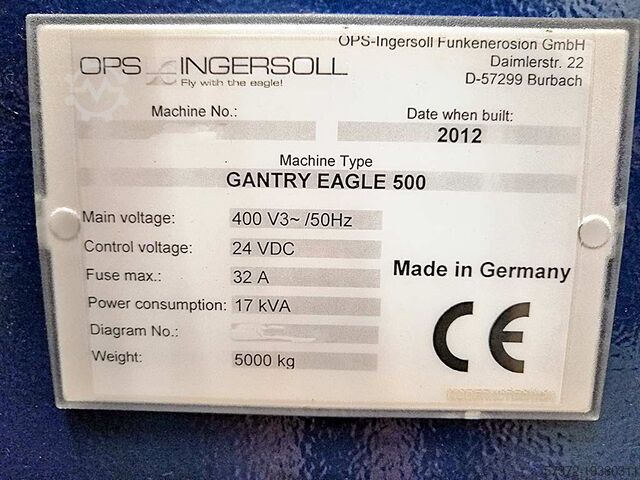 OPS-Ingersoll Funkenerosion GmbH
Daimlerstr. 22
D-57299 Burbach
OPS INGERSOLL
Fly with the eagle!
Machine No.:
Date when built:
2012
Machine Type
GANTRY EAGLE 500
Main voltage: 400 V3~ /50Hz
Control voltage: 24 VDC
Fuse max.: 32 A
Power consumption: 17 kVA
Diagram No.:
Weight: 5000 kg
Made in Germany
CE